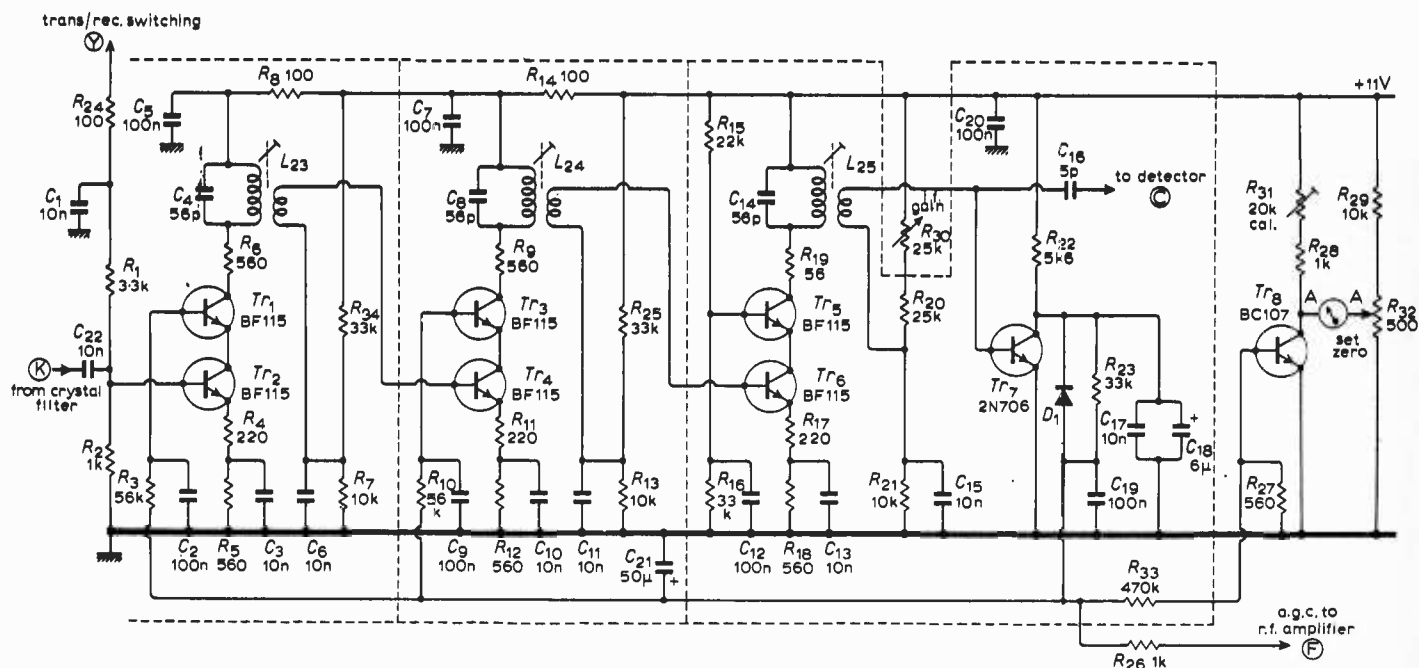 trans/rec. switching
Y
R24
100
C1
10n
R1
3.3k
C22
10n
K
from crystal
filter
R2
1k
R3
56k
C5
100n
R8 100
C4
56p
L23
R6
560
Tr1
BF115
Tr2
BF115
R4
220
R34
33k
R7
10k
C2
100n
R5
560
C3
10n
C6
10n
C7
100n
R14 100
C8
56p
L24
R9
560
Tr3
BF115
Tr4
BF115
R11
220
R10
56
k
R25
33k
R13
10k
C9
100n
R12
560
C10
10n
C11
10n
C21
50μ
+
R15
22k
C14
56p
L25
R19
56
Tr5
BF115
Tr6
BF115
R17
220
R16
33
k
C12
100n
R18
560
C13
10n
gain
R30
25k
R20
25k
R21
10k
C15
10n
C20
100n
C16
5p
to detector
C
R22
5k6
Tr7
2N706
D1
R23
33k
C17
10n
+
C18
6μ
C19
100n
+11V
R31
20k
cal.
R28
1k
R29
10k
Tr8
BC107
A
A
set
zero
R32
500
R27
560
R33
470k
R26 1k
a.g.c. to
r.f. amplifier
F